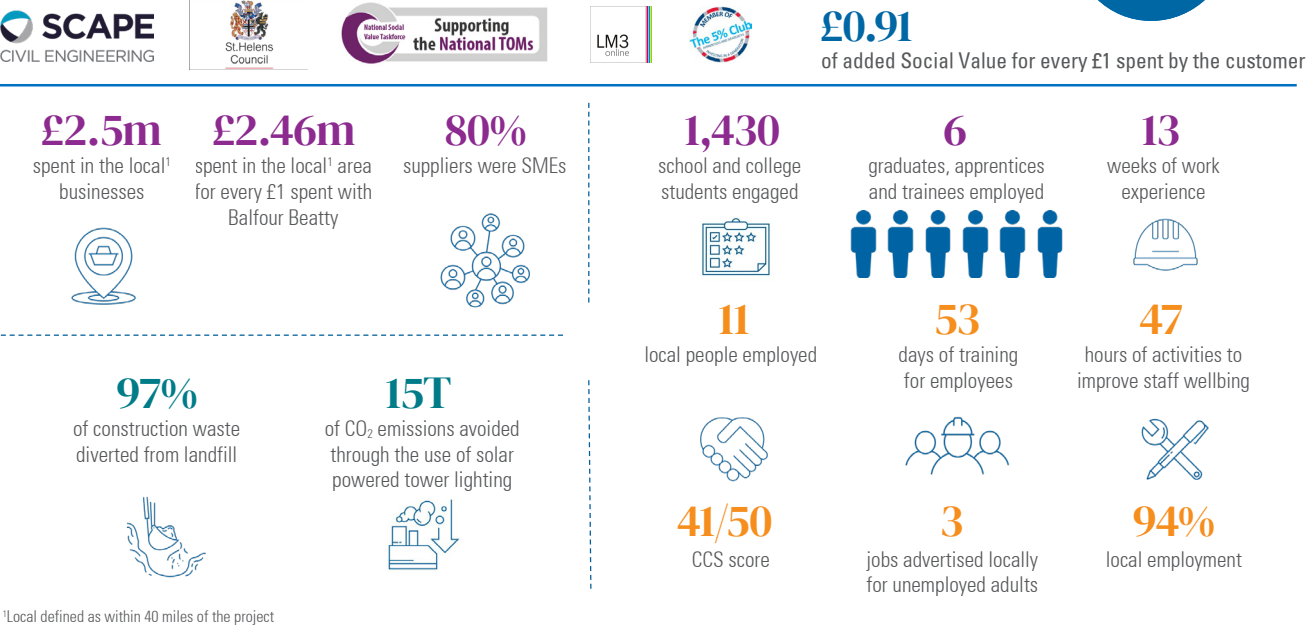 SCAPE
CIVIL ENGINEERING
St.Helens
Council
National Social
Value Taskforce
Supporting
the National TOMs
LM3
online
MEMBER OF
The 5% Club
£0.91
of added Social Value for every £1 spent by the customer
£2.5m
spent in the local¹
businesses
£2.46m
spent in the local¹ area
for every £1 spent with
Balfour Beatty
80%
suppliers were SMEs
1,430
school and college
students engaged
6
graduates, apprentices
and trainees employed
13
weeks of work
experience
11
local people employed
53
days of training
for employees
47
hours of activities to
improve staff wellbing
97%
of construction waste
diverted from landfill
15T
of CO₂ emissions avoided
through the use of solar
powered tower lighting
41/50
CCS score
3
jobs advertised locally
for unemployed adults
94%
local employment
¹Local defined as within 40 miles of the project